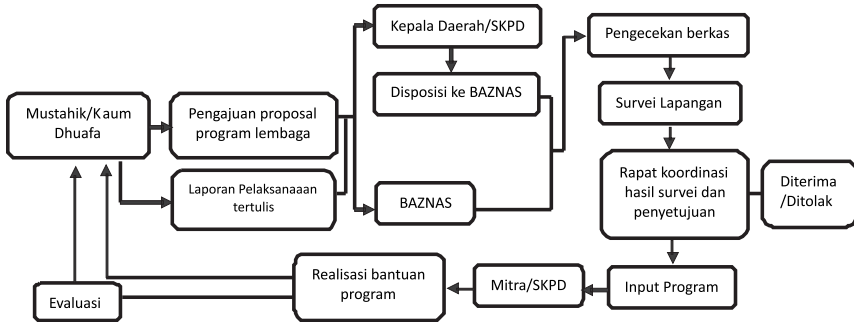 Mustahik/Kaum
Dhuafa
Pengajuan proposal
program lembaga
Laporan Pelaksanaaan
tertulis
Kepala Daerah/SKPD
Disposisi ke BAZNAS
BAZNAS
Pengecekan berkas
Survei Lapangan
Rapat koordinasi
hasil survei dan
penyetujuan
Diterima
/Ditolak
Input Program
Mitra/SKPD
Realisasi bantuan
program
Evaluasi